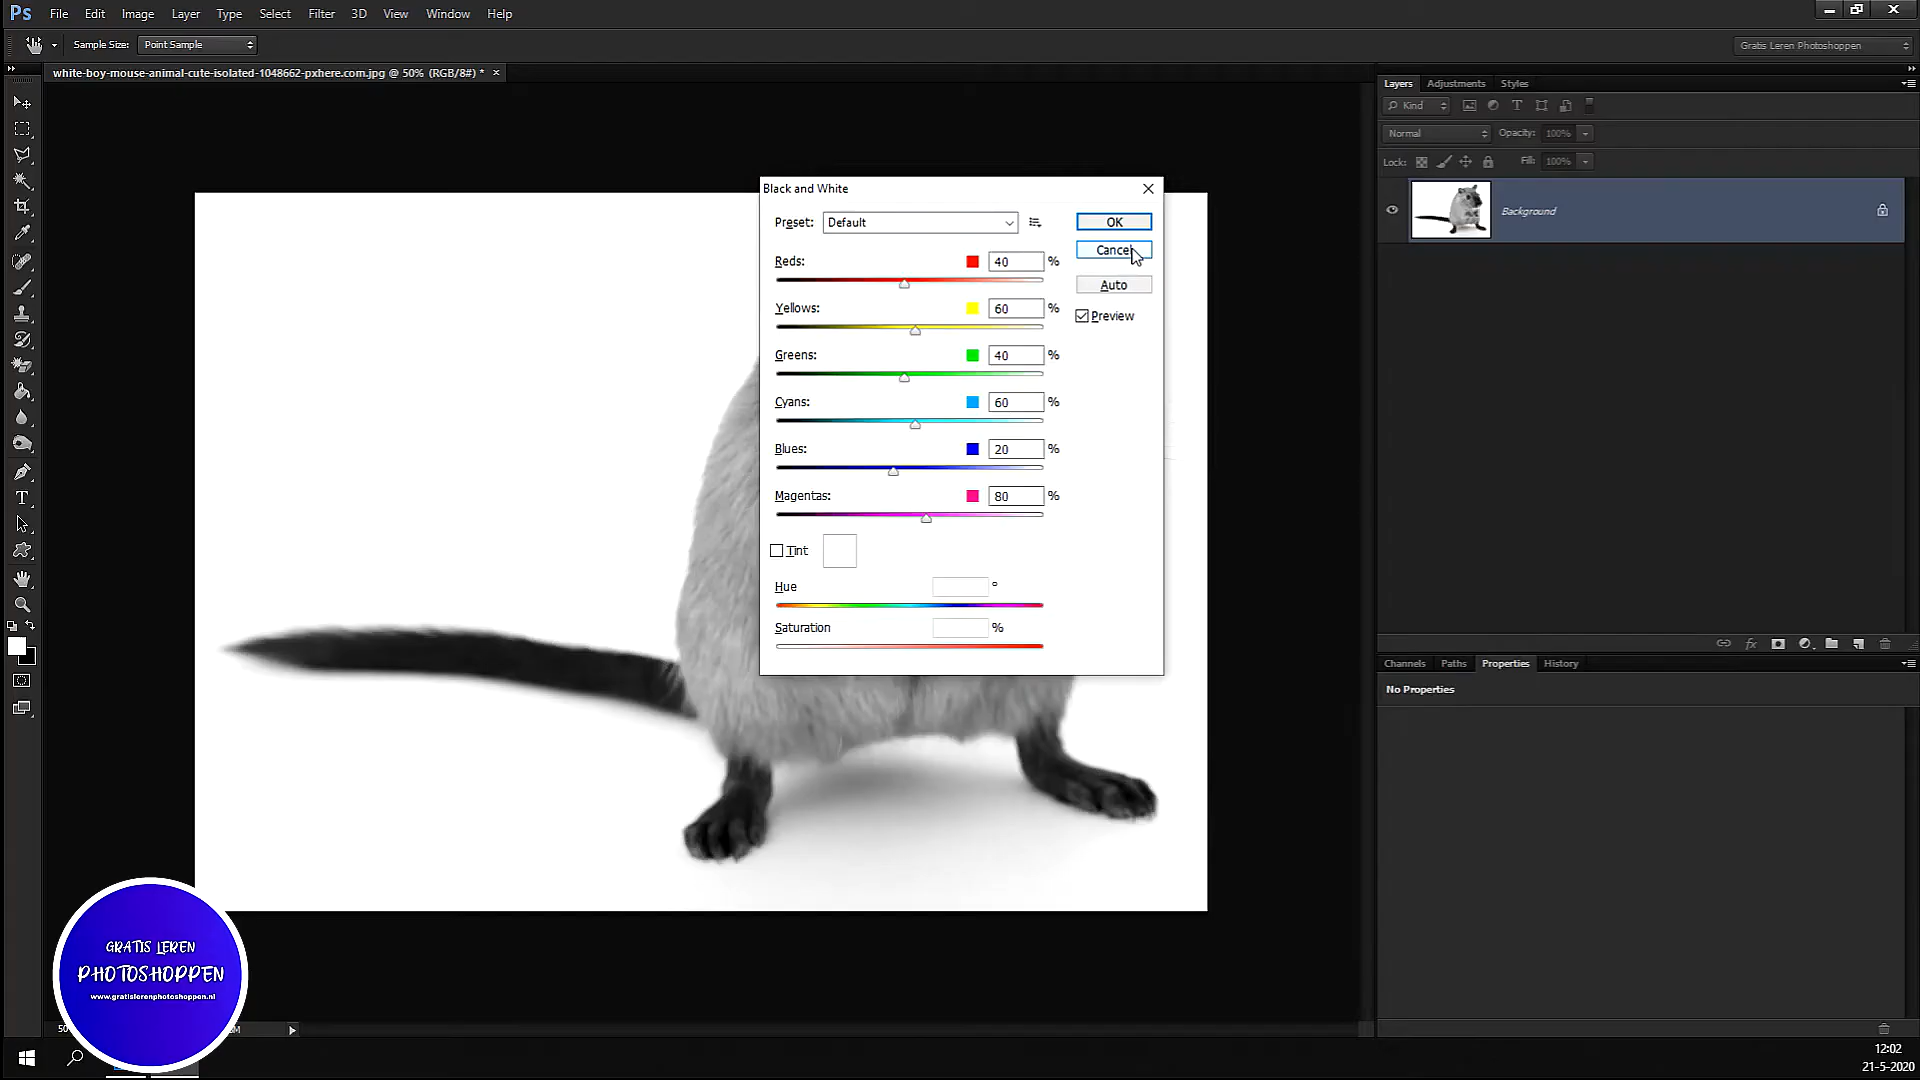 Ps File Edit Image Layer Type Select Filter 3D View Window Help
Sample Size: Point Sample Gratis Leren Photoshoppen
white-boy-mouse-animal-cute-isolated-1048662-pxhere.com.jpg @ 50% (RGB/8#) * ×
Layers Adjustments Styles
Kind
Normal Opacity: 100%
Lock: Fill: 100%
Background
Black and White
Preset: Default OK
Cancel
Reds: 40 %
Auto
Yellows: 60 %
Preview
Greens: 40 %
Cyans: 60 %
Blues: 20 %
Magentas: 80 %
Tint
Hue °
Saturation %
fx
Channels Paths Properties History
No Properties
GRATIS LEREN
PHOTOSHOPPEN
www.gratislerenphotoshoppen.nl
12:02
21-5-2020